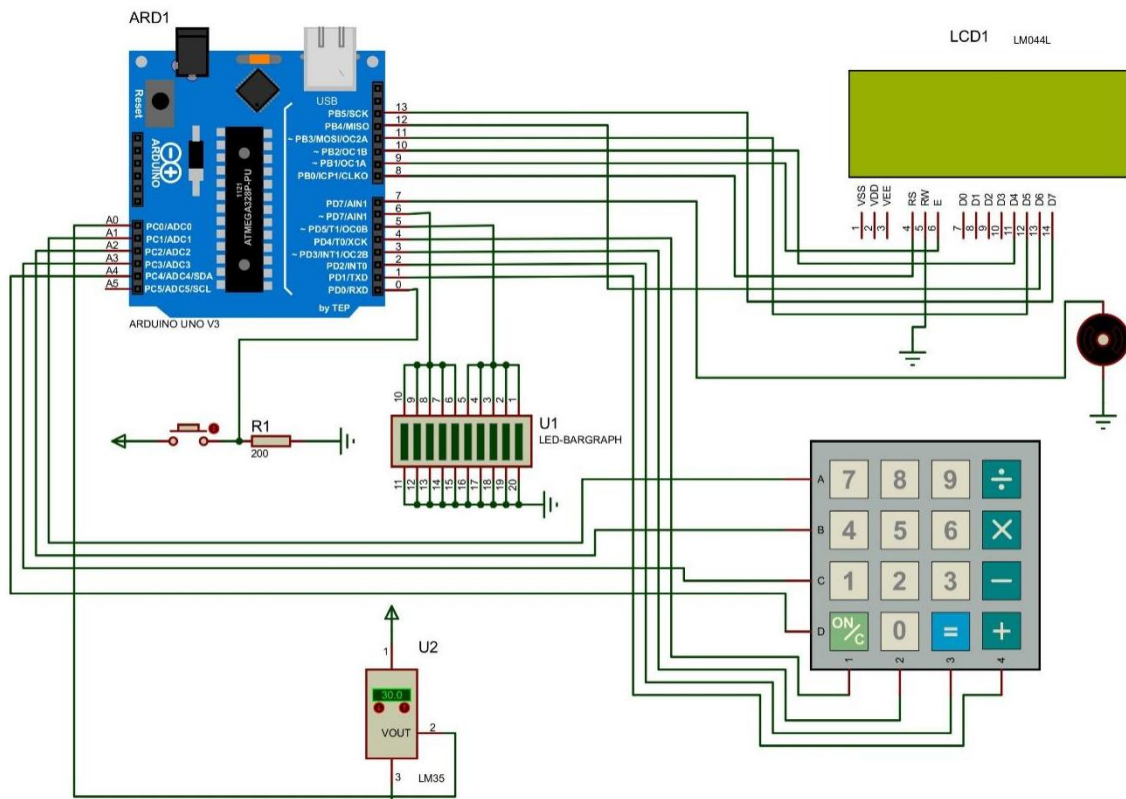 ARD1
LCD1 LM044L
Reset
USB
ARDUINO
1121
ATMEGA328P-PU
PB5/SCK 13
PB4/MISO 12
~ PB3/MOSI/OC2A 11
~ PB2/OC1B 10
~ PB1/OC1A 9
PB0/ICP1/CLKO 8
PD7/AIN1 7
~ PD7/AIN1 6
~ PD5/T1/OC0B 5
PD4/T0/XCK 4
~ PD3/INT1/OC2B 3
PD2/INT0 2
PD1/TXD 1
PD0/RXD 0
A0 PC0/ADC0
A1 PC1/ADC1
A2 PC2/ADC2
A3 PC3/ADC3
A4 PC4/ADC4/SDA
A5 PC5/ADC5/SCL
by TEP
ARDUINO UNO V3
VSS VDD VEE RS RW E D0 D1 D2 D3 D4 D5 D6 D7
1 2 3 4 5 6 7 8 9 10 11 12 13 14
R1
200
10 9 8 7 6 5 4 3 2 1
U1
LED-BARGRAPH
11 12 13 14 15 16 17 18 19 20
A 7 8 9 ÷
B 4 5 6 ×
C 1 2 3 −
D ON/C 0 = +
1 2 3 4
U2
1
30.0
2
VOUT
3
LM35